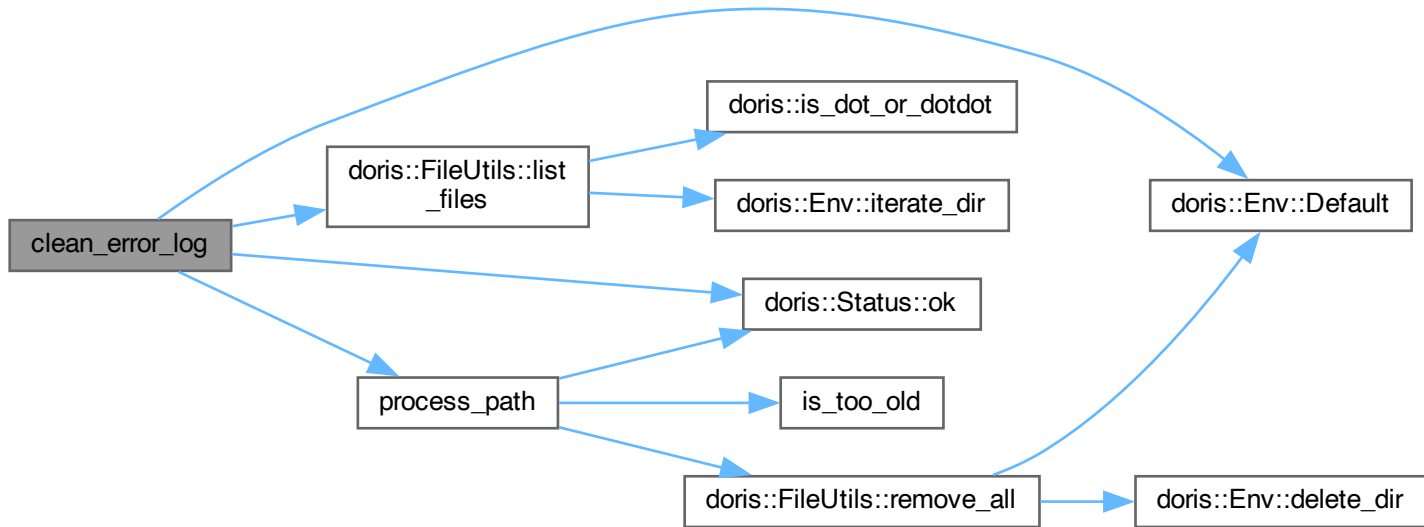 doris::is_dot_or_dotdot
doris::FileUtils::list
_files
doris::Env::iterate_dir
doris::Env::Default
clean_error_log
doris::Status::ok
process_path
is_too_old
doris::FileUtils::remove_all
doris::Env::delete_dir